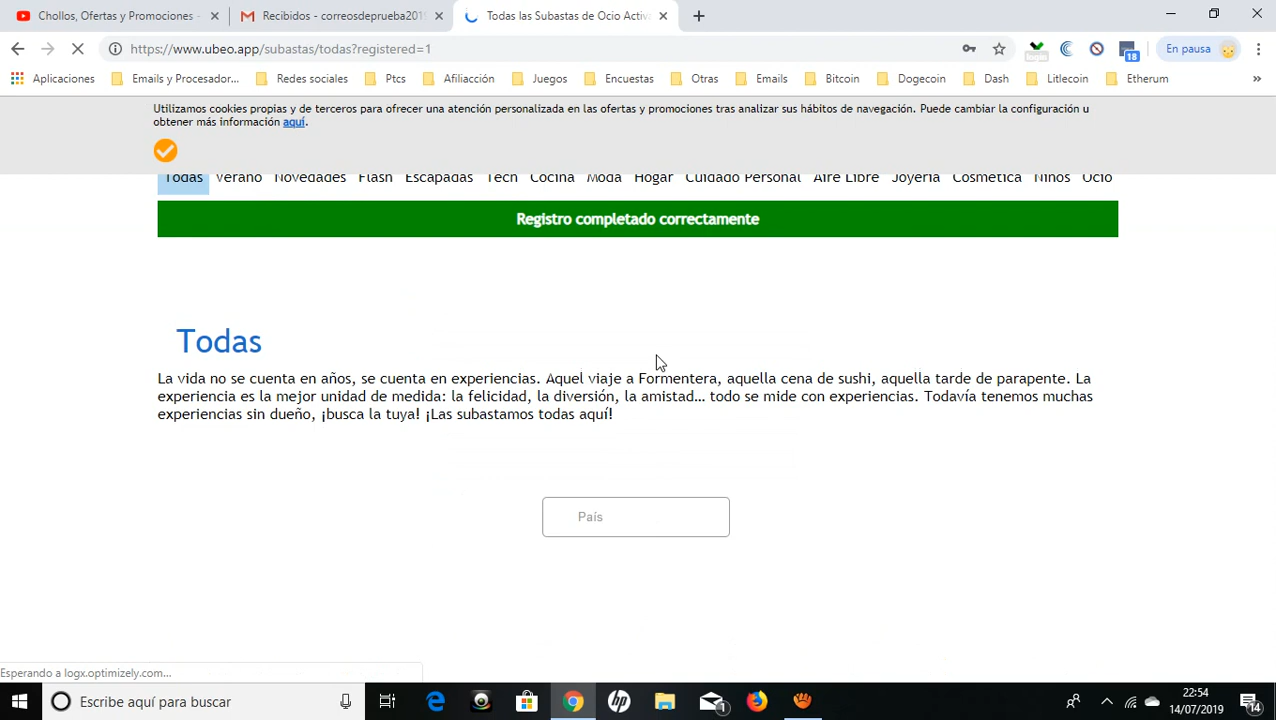 Chollos, Ofertas y Promociones -
Recibidos - correosdeprueba2019
Todas las Subastas de Ocio Activ
https://www.ubeo.app/subastas/todas?registered=1
18
En pausa
Aplicaciones
Emails y Procesador...
Redes sociales
Ptcs
Afiliacción
Juegos
Encuestas
Otras
Emails
Bitcoin
Dogecoin
Dash
Litlecoin
Etherum
»
Utilizamos cookies propias y de terceros para ofrecer una atención personalizada en las ofertas y promociones tras analizar sus hábitos de navegación. Puede cambiar la configuración u
obtener más información aquí.
Todas Verano Novedades Flash Escapadas Tech Cocina Moda Hogar Cuidado Personal Aire Libre Joyería Cosmética Niños Ocio
Registro completado correctamente
Todas
La vida no se cuenta en años, se cuenta en experiencias. Aquel viaje a Formentera, aquella cena de sushi, aquella tarde de parapente. La
experiencia es la mejor unidad de medida: la felicidad, la diversión, la amistad... todo se mide con experiencias. Todavía tenemos muchas
experiencias sin dueño, ¡busca la tuya! ¡Las subastamos todas aquí!
País
Esperando a logx.optimizely.com...
Escribe aquí para buscar
hp
1
22:54
14/07/2019
14